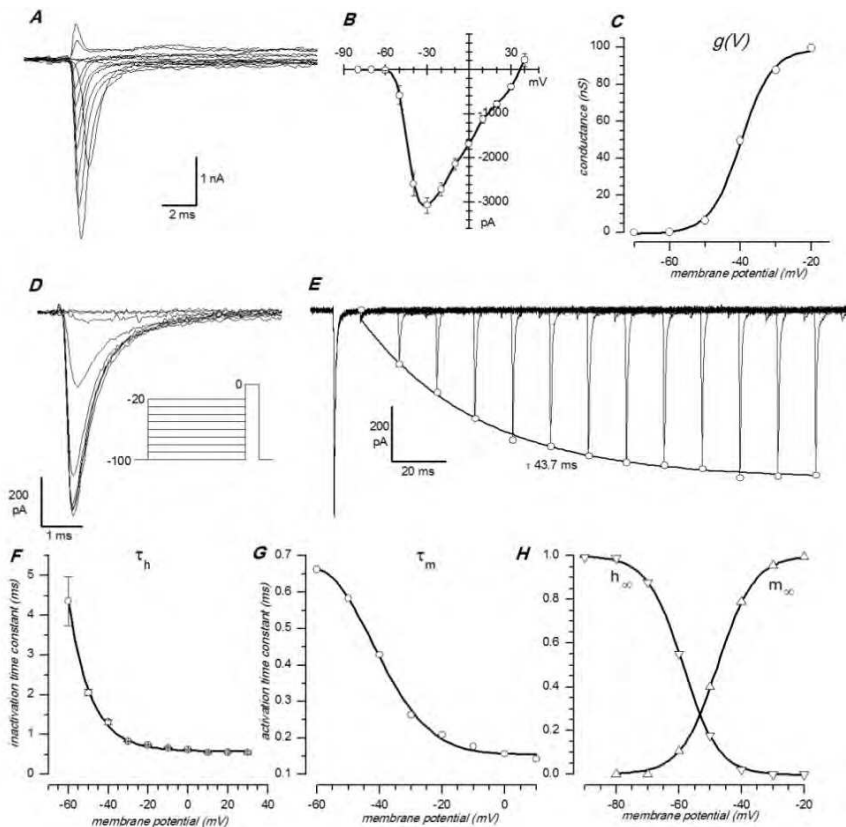 A
1 nA
2 ms
B
-90 -60 -30 0 30
mV
-1000
-2000
-3000
pA
C
g(V)
conductance (nS)
100
80
60
40
20
0
-60 -40 -20
membrane potential (mV)
D
-20
0
-100
200
pA
1 ms
E
200
pA
20 ms
τ 43.7 ms
F
τh
inactivation time constant (ms)
5
4
3
2
1
0
-60 -40 -20 0 20 40
membrane potential (mV)
G
τm
activation time constant (ms)
0.7
0.6
0.5
0.4
0.3
0.2
0.1
-60 -40 -20 0
membrane potential (mV)
H
h∞
m∞
1.0
0.8
0.6
0.4
0.2
0.0
-80 -60 -40 -20
membrane potential (mV)